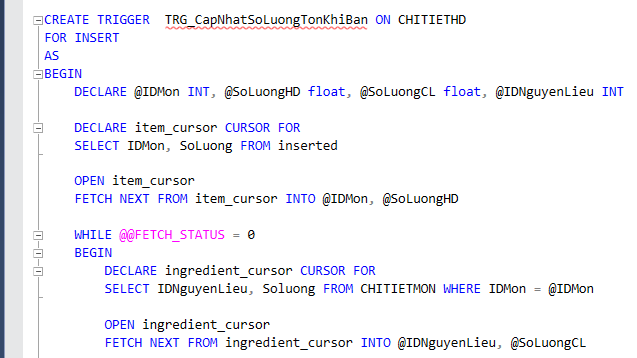 CREATE TRIGGER  TRG_CapNhatSoLuongTonKhiBan ON CHITIETHD
FOR INSERT
AS
BEGIN
DECLARE @IDMon INT, @SoLuongHD float, @SoLuongCL float, @IDNguyenLieu INT
DECLARE item_cursor CURSOR FOR
SELECT IDMon, SoLuong FROM inserted
OPEN item_cursor
FETCH NEXT FROM item_cursor INTO @IDMon, @SoLuongHD
WHILE @@FETCH_STATUS = 0
BEGIN
DECLARE ingredient_cursor CURSOR FOR
SELECT IDNguyenLieu, Soluong FROM CHITIETMON WHERE IDMon = @IDMon
OPEN ingredient_cursor
FETCH NEXT FROM ingredient_cursor INTO @IDNguyenLieu, @SoLuongCL